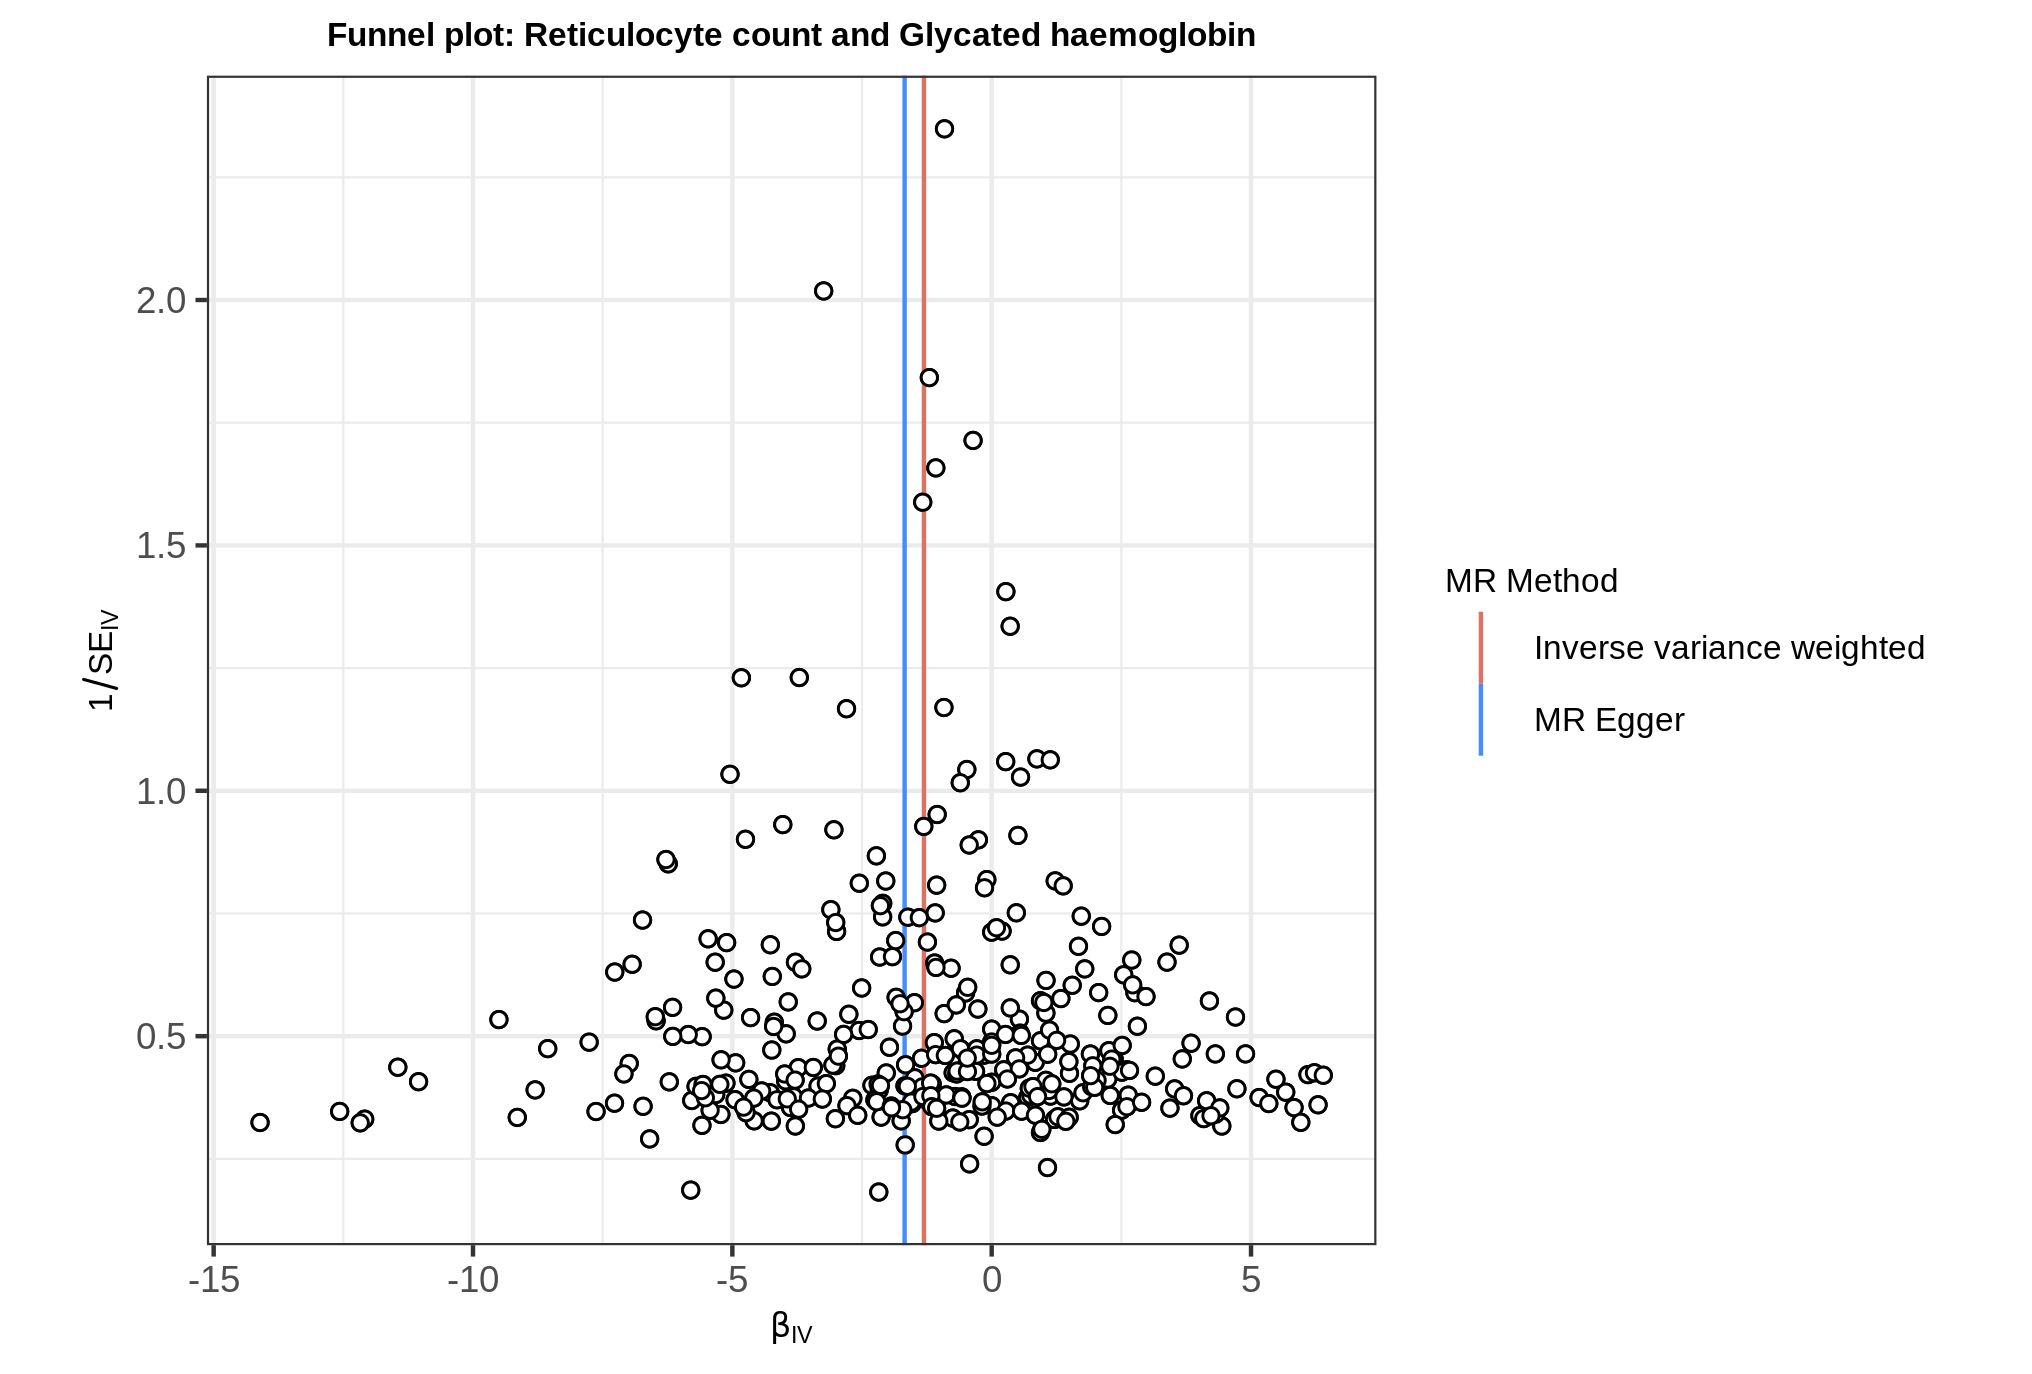 Funnel plot: Reticulocyte count and Glycated haemoglobin
2.0
1.5
1.0
0.5
1/SE_IV
-15 -10 -5 0 5
β_IV
MR Method
Inverse variance weighted
MR Egger